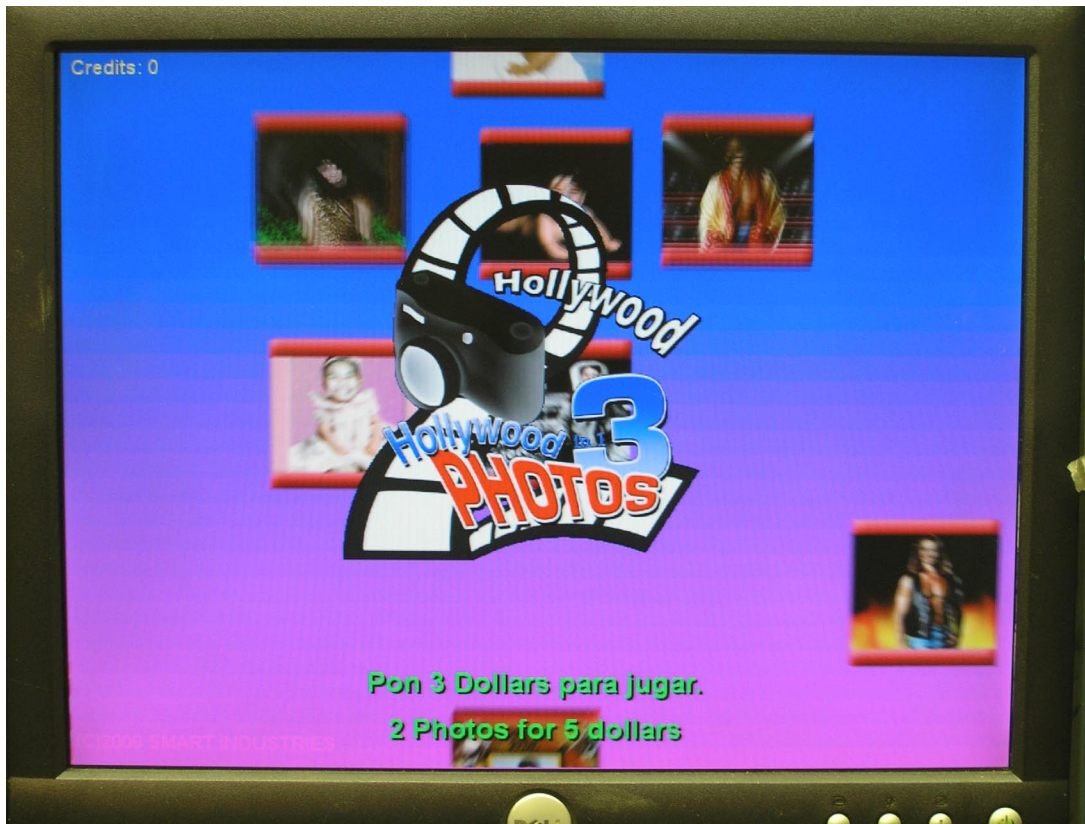 Credits: 0
Hollywood
Hollywood in 1 3
PHOTOS
Pon 3 Dollars para jugar.
2 Photos for 5 dollars
(C)2000 SMART INDUSTRIES
DELL